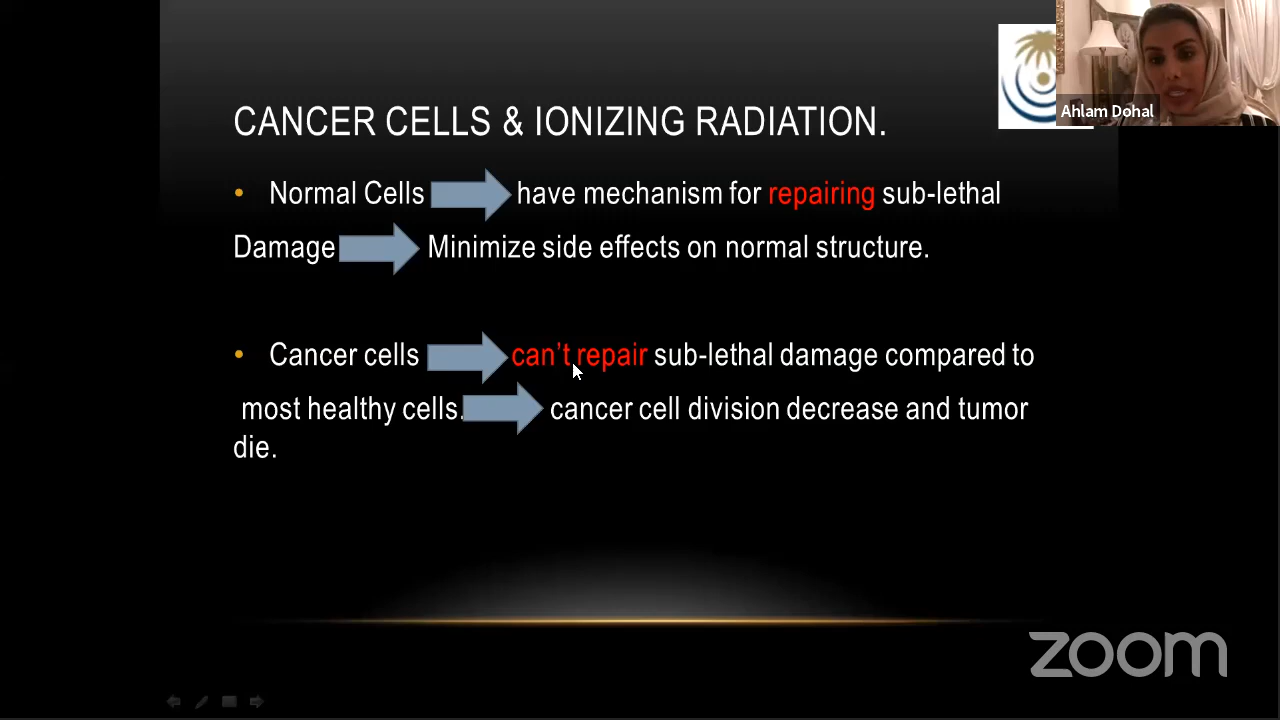 Ahlam Dohal
CANCER CELLS & IONIZING RADIATION.
• Normal Cells have mechanism for repairing sub-lethal
Damage Minimize side effects on normal structure.
• Cancer cells can't repair sub-lethal damage compared to
most healthy cells. cancer cell division decrease and tumor
die.
zoom